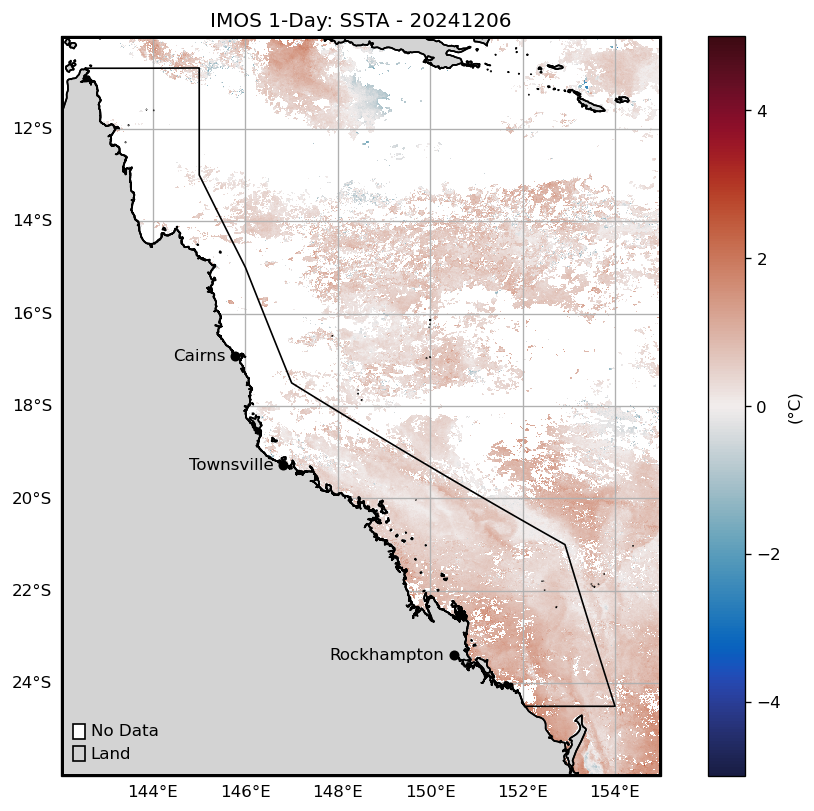 IMOS 1-Day: SSTA - 20241206
12°S
14°S
16°S
18°S
20°S
22°S
24°S
Cairns
Townsville
Rockhampton
No Data
Land
144°E 146°E 148°E 150°E 152°E 154°E
4
2
0
−2
−4
(°C)